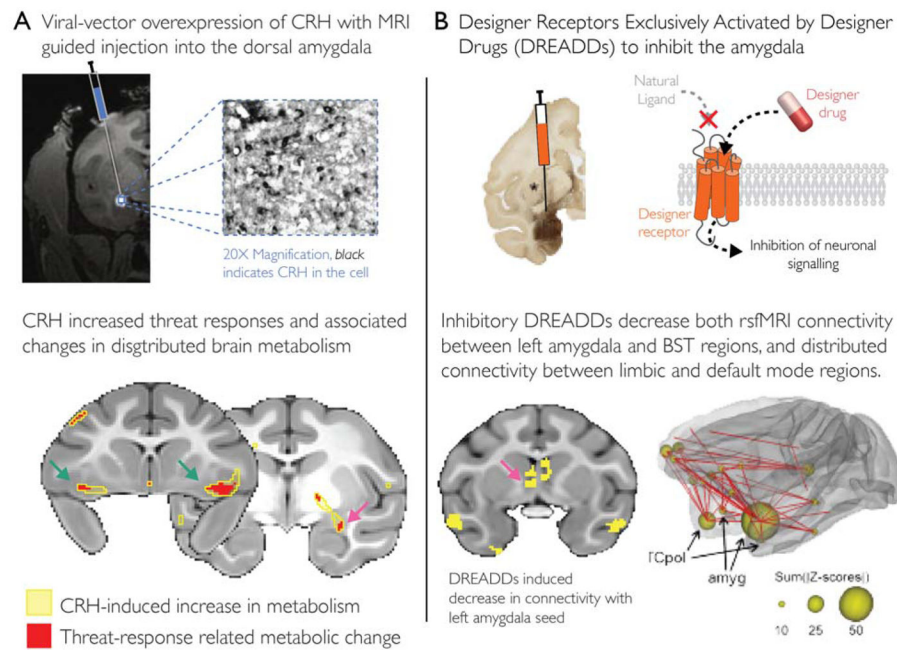 A Viral-vector overexpression of CRH with MRI
guided injection into the dorsal amygdala
20X Magnification, black
indicates CRH in the cell
CRH increased threat responses and associated
changes in disgtributed brain metabolism
CRH-induced increase in metabolism
Threat-response related metabolic change
B Designer Receptors Exclusively Activated by Designer
Drugs (DREADDs) to inhibit the amygdala
Natural
Ligand
Designer
drug
Designer
receptor
Inhibition of neuronal
signalling
*
Inhibitory DREADDs decrease both rsfMRI connectivity
between left amygdala and BST regions, and distributed
connectivity between limbic and default mode regions.
DREADDs induced
decrease in connectivity with
left amygdala seed
TCpol
amyg
Sum(|Z-scores|)
10 25 50